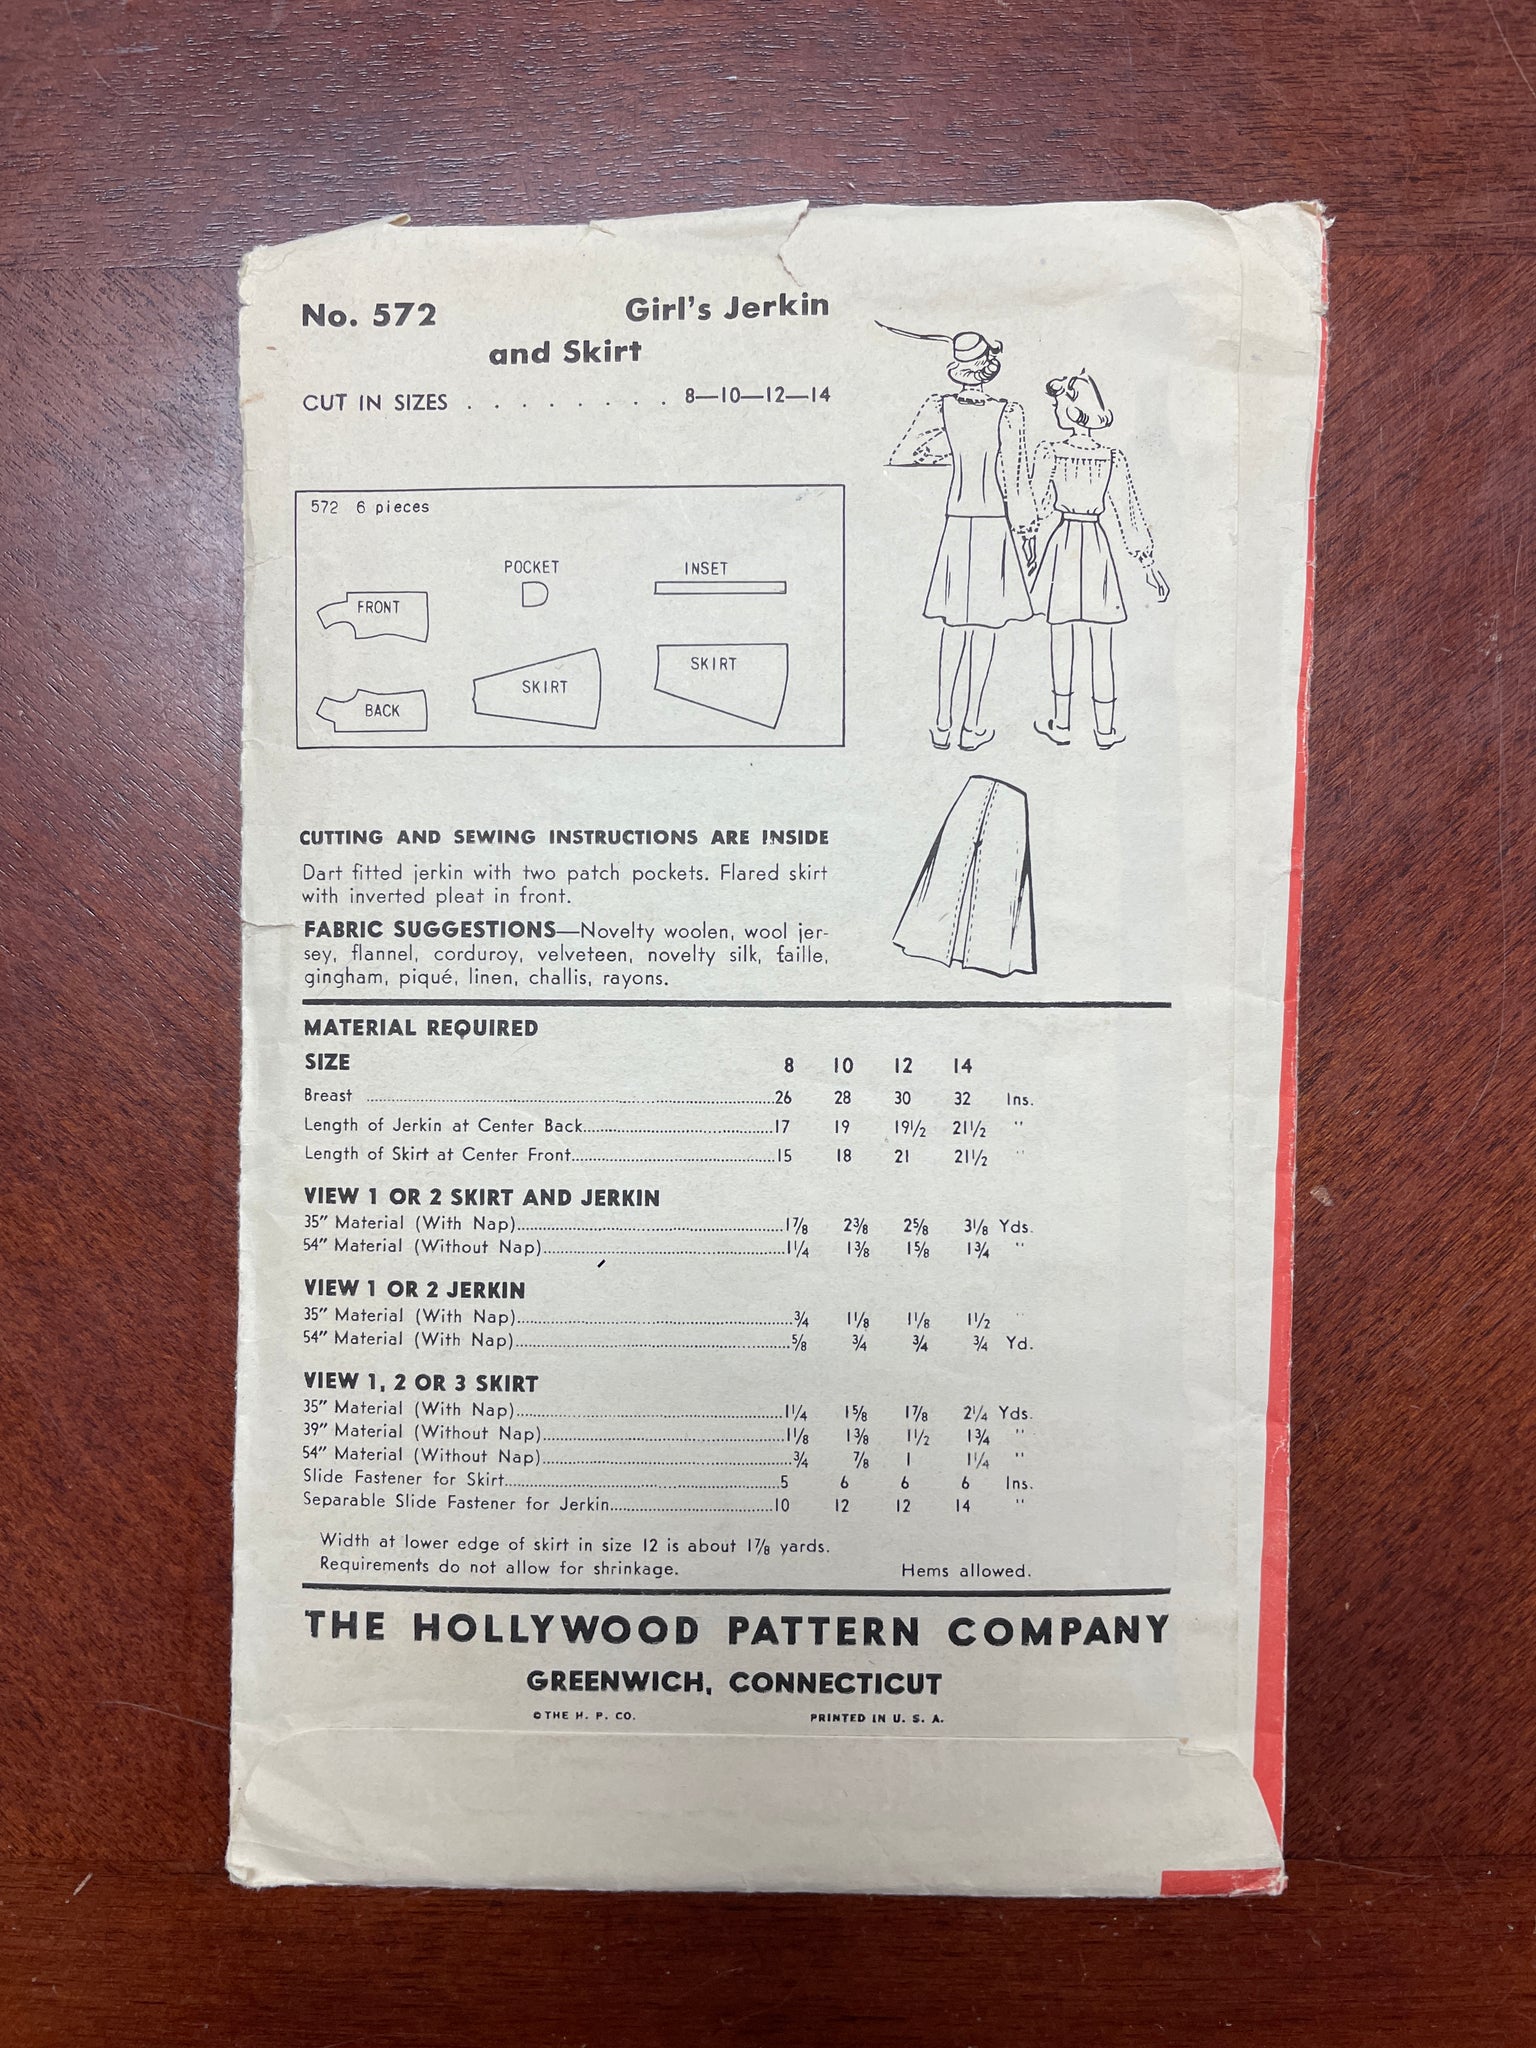 No. 572 Girl's Jerkin
and Skirt
CUT IN SIZES . . . . . . . . 8—10—12—14
572 6 pieces
POCKET
INSET
FRONT
SKIRT
SKIRT
BACK
CUTTING AND SEWING INSTRUCTIONS ARE INSIDE
Dart fitted jerkin with two patch pockets. Flared skirt
with inverted pleat in front.
FABRIC SUGGESTIONS—Novelty woolen, wool jer-
sey, flannel, corduroy, velveteen, novelty silk, faille,
gingham, piqué, linen, challis, rayons.
MATERIAL REQUIRED
SIZE 8 10 12 14
Breast 26 28 30 32 Ins.
Length of Jerkin at Center Back 17 19 19½ 21½ "
Length of Skirt at Center Front 15 18 21 21½ "
VIEW 1 OR 2 SKIRT AND JERKIN
35" Material (With Nap) 1⅞ 2⅜ 2⅝ 3⅛ Yds.
54" Material (Without Nap) 1¼ 1⅜ 1⅝ 1¾ "
VIEW 1 OR 2 JERKIN
35" Material (With Nap) ¾ 1⅛ 1⅛ 1½ "
54" Material (With Nap) ⅝ ¾ ¾ ¾ Yd.
VIEW 1, 2 OR 3 SKIRT
35" Material (With Nap) 1¼ 1⅝ 1⅞ 2¼ Yds.
39" Material (Without Nap) 1⅛ 1⅜ 1½ 1¾ "
54" Material (Without Nap) ¾ ⅞ 1 1¼ "
Slide Fastener for Skirt 5 6 6 6 Ins.
Separable Slide Fastener for Jerkin 10 12 12 14 "
Width at lower edge of skirt in size 12 is about 1⅞ yards.
Requirements do not allow for shrinkage. Hems allowed.
THE HOLLYWOOD PATTERN COMPANY
GREENWICH, CONNECTICUT
© THE H. P. CO. PRINTED IN U. S. A.